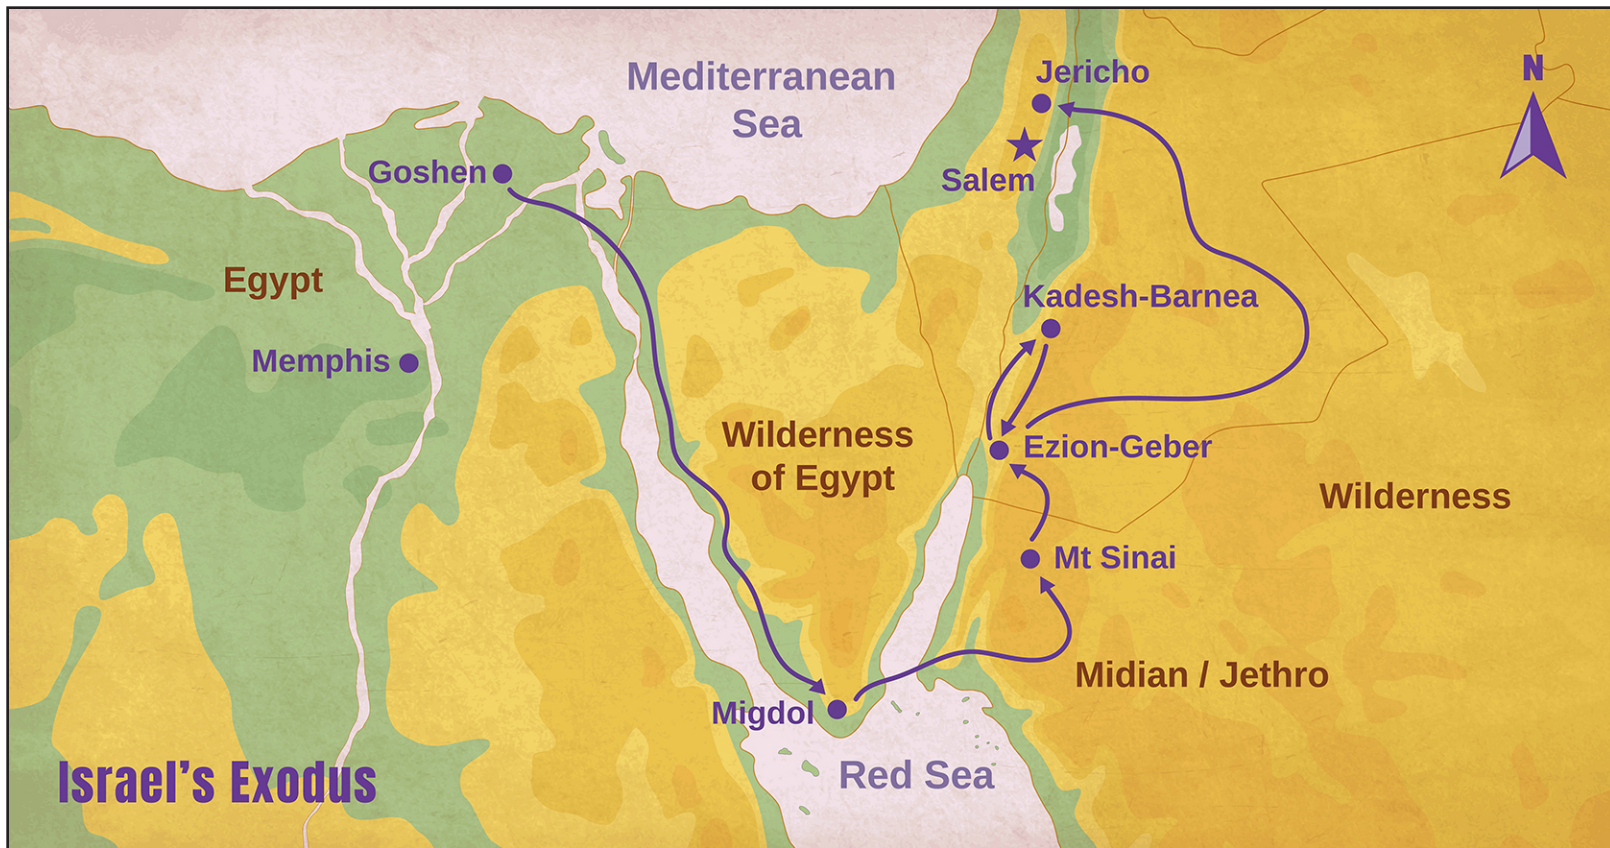 Mediterranean
Sea
Jericho
N
Goshen
Salem
Egypt
Kadesh-Barnea
Memphis
Wilderness
of Egypt
Ezion-Geber
Wilderness
Mt Sinai
Midian / Jethro
Migdol
Israel’s Exodus
Red Sea